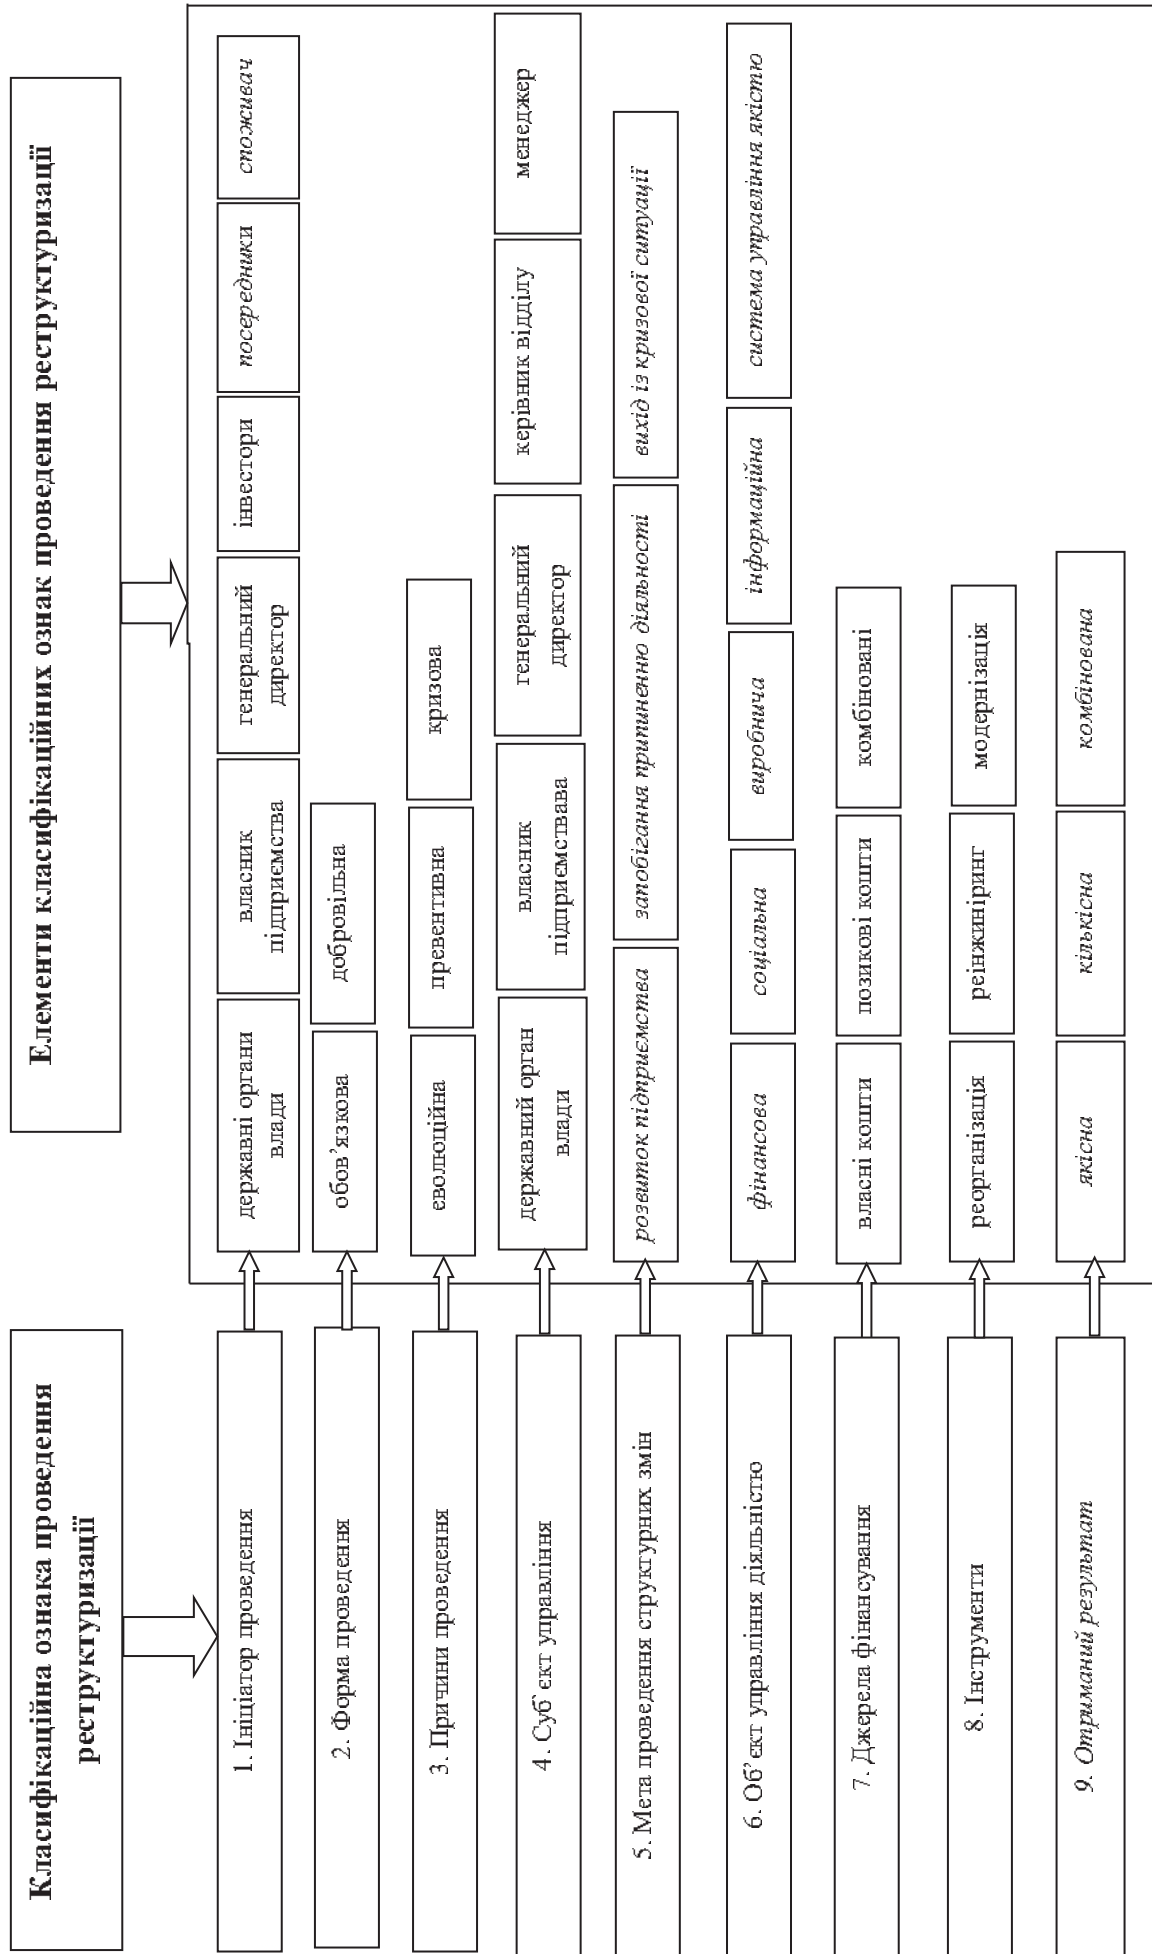 Класифікаційна ознака проведення
реструктуризації
Елементи класифікаційних ознак проведення реструктуризації
1. Ініціатор проведення
державні органи
влади
власник
підприємства
генеральний
директор
інвестори
посередники
споживач
2. Форма проведення
обов’язкова
добровільна
3. Причини проведення
еволюційна
превентивна
кризова
4. Суб`єкт управління
державний орган
влади
власник
підприємствава
генеральний
директор
керівник відділу
менеджер
5. Мета проведення структурних змін
розвиток підприємства
запобігання припиненню діяльності
вихід із кризової ситуації
6. Об’єкт управління діяльністю
фінансова
соціальна
виробнича
інформаційна
система управління якістю
7. Джерела фінансування
власні кошти
позикові кошти
комбіновані
8. Інструменти
реорганізація
реінжиніринг
модернізація
9. Отриманий результат
якісна
кількісна
комбінована